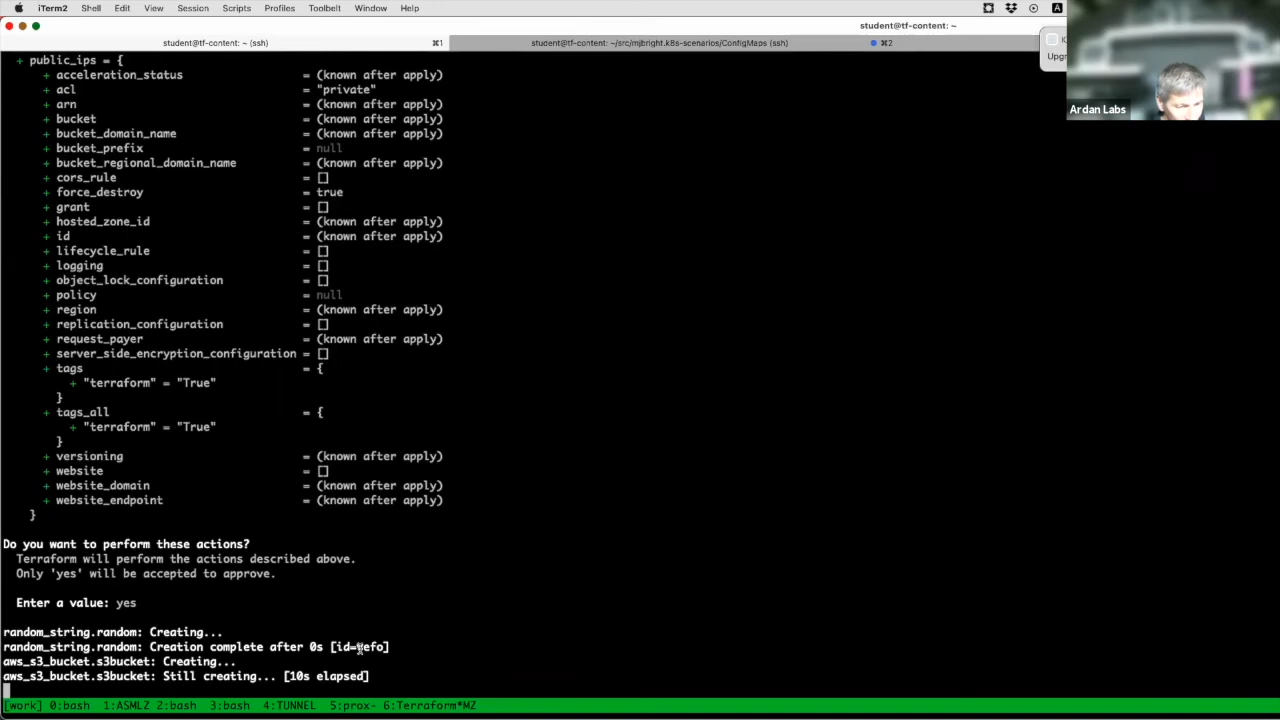 iTerm2 Shell Edit View Session Scripts Profiles Toolbelt Window Help
student@tf-content: ~
student@tf-content: ~ (ssh) ⌘1 student@tf-content: ~/src/mjbright.k8s-scenarios/ConfigMaps (ssh) ⌘2
Upgr
Ardan Labs
+ public_ips = {
+ acceleration_status = (known after apply)
+ acl = "private"
+ arn = (known after apply)
+ bucket = (known after apply)
+ bucket_domain_name = (known after apply)
+ bucket_prefix = null
+ bucket_regional_domain_name = (known after apply)
+ cors_rule = []
+ force_destroy = true
+ grant = []
+ hosted_zone_id = (known after apply)
+ id = (known after apply)
+ lifecycle_rule = []
+ logging = []
+ object_lock_configuration = []
+ policy = null
+ region = (known after apply)
+ replication_configuration = []
+ request_payer = (known after apply)
+ server_side_encryption_configuration = []
+ tags = {
+ "terraform" = "True"
}
+ tags_all = {
+ "terraform" = "True"
}
+ versioning = (known after apply)
+ website = []
+ website_domain = (known after apply)
+ website_endpoint = (known after apply)
}
Do you want to perform these actions?
Terraform will perform the actions described above.
Only 'yes' will be accepted to approve.
Enter a value: yes
random_string.random: Creating...
random_string.random: Creation complete after 0s
aws_s3_bucket.s3bucket: Creating...
aws_s3_bucket.s3bucket: Still creating... [10s elapsed]
[work] 0:bash 1:ASMLZ 2:bash 3:bash 4:TUNNEL 5:prox- 6:Terraform*MZ